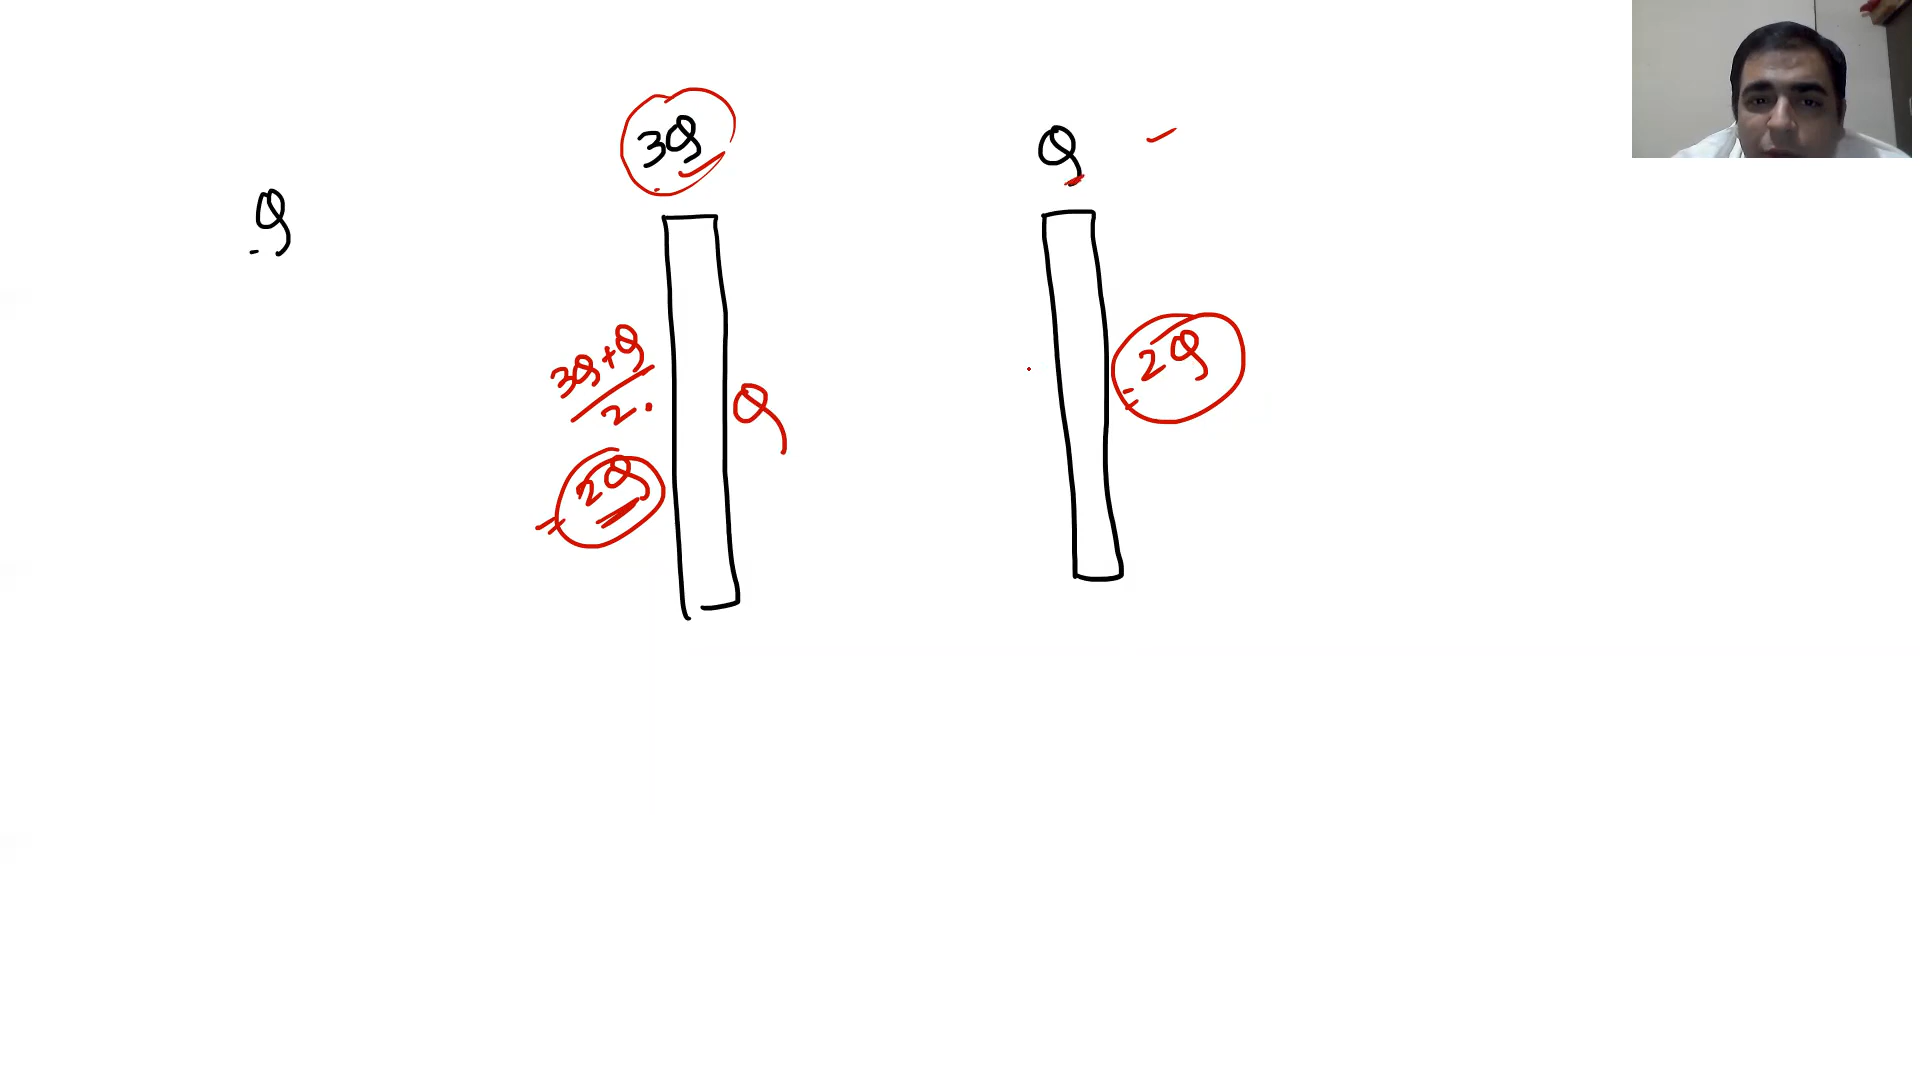 3Q
Q
Q
3Q+Q
2.
Q
= 2Q
2Q
=